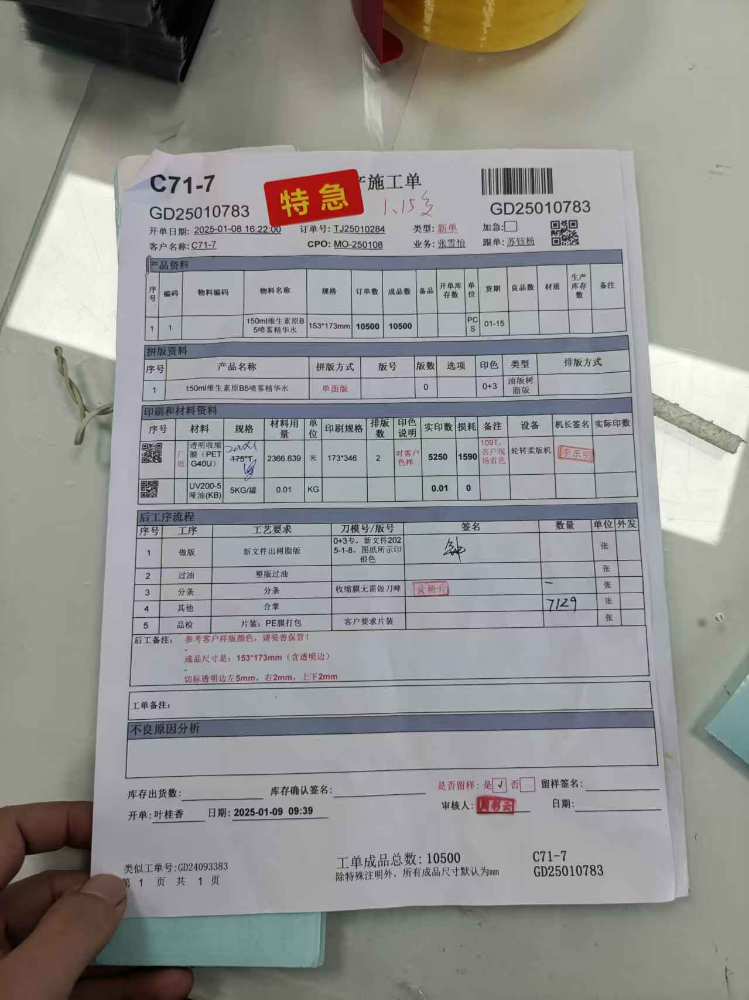 C71-7
特急
产施工单
1、15交
GD25010783
GD25010783
开单日期: 2025-01-08 16:22:00 订单号: TJ25010284 类型: 新单 加急:
客户名称: C71-7 CPO: MO-250108 业务: 张雪怡 跟单: 苏钰杨
产品资料
序号 编码 物料编码 物料名称 规格 订单数 成品数 备品 开单库存数 单位 货期 良品数 材质 生产库存数 备注
1 1 150ml维生素原B5喷雾精华水 153*173mm 10500 10500 PCS 01-15
拼版资料
序号 产品名称 拼版方式 版号 版数 选项 印色 类型 排版方式
1 150ml维生素原B5喷雾精华水 单面版 0 0+3 油版树脂版
印刷和材料资料
序号 材料 规格 材料用量 单位 印刷规格 排版数 印色说明 实印数 损耗 备注 设备 机长签名 实际印数
厂纸 透明收缩膜（PETG40U） 175*T 2366.639 米 173*346 2 对客户色样 5250 1590 109T，客户现场看色 轮转柔版机 李乐明
UV200-5哑油(KB) 5KG/罐 0.01 KG 0.01 0
后工序流程
序号 工序 工艺要求 刀模号/版号 签名 数量 单位 外发
1 做版 新文件出树脂版 0+3专，新文件2025-1-8，图纸所示印银色 钟 张
2 过油 整版过油 张
3 分条 分条 收缩膜无需做刀啤 - 张
4 其他 合掌 7129 张
5 品检 片装：PE膜打包 客户要求片装 张
后工备注： 参考客户样版颜色，请妥善保管！
-
成品尺寸是：153*173mm（含透明边）
-
切标透明边左5mm，右2mm，上下2mm
工单备注：
不良原因分析
库存出货数: 库存确认签名: 是否留样: 是 √ 否 留样签名:
开单: 叶桂香 日期: 2025-01-09 09:39 审核人: 彩云 日期:
类似工单号:GD24093383 工单成品总数: 10500 C71-7
第 1 页 共 1 页 除特殊注明外, 所有成品尺寸默认为mm GD25010783